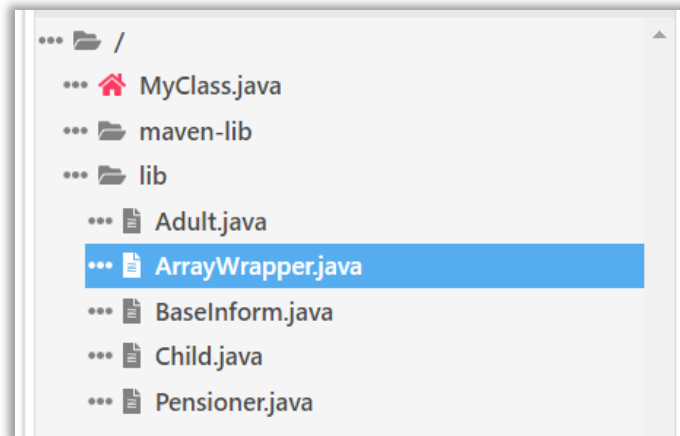 /
MyClass.java
maven-lib
lib
Adult.java
ArrayWrapper.java
BaseInform.java
Child.java
Pensioner.java